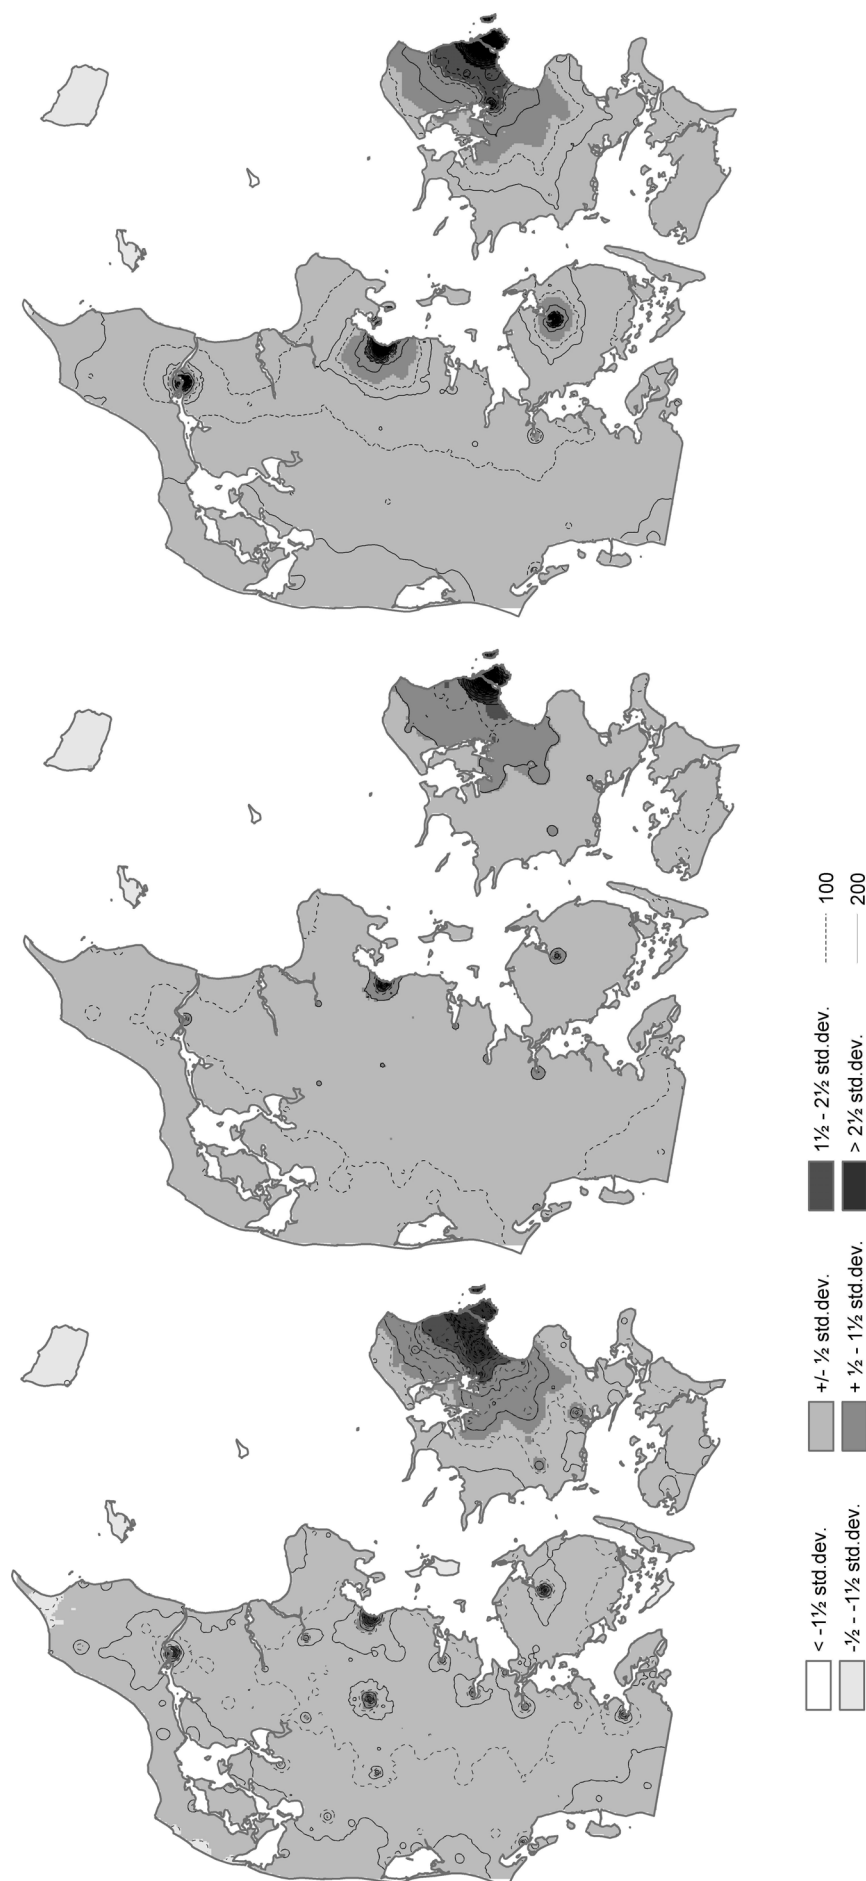 < -1½ std.dev.
-½ - -1½ std.dev.
+/- ½ std.dev.
+ ½ - 1½ std.dev.
1½ - 2½ std.dev.
> 2½ std.dev.
100
200